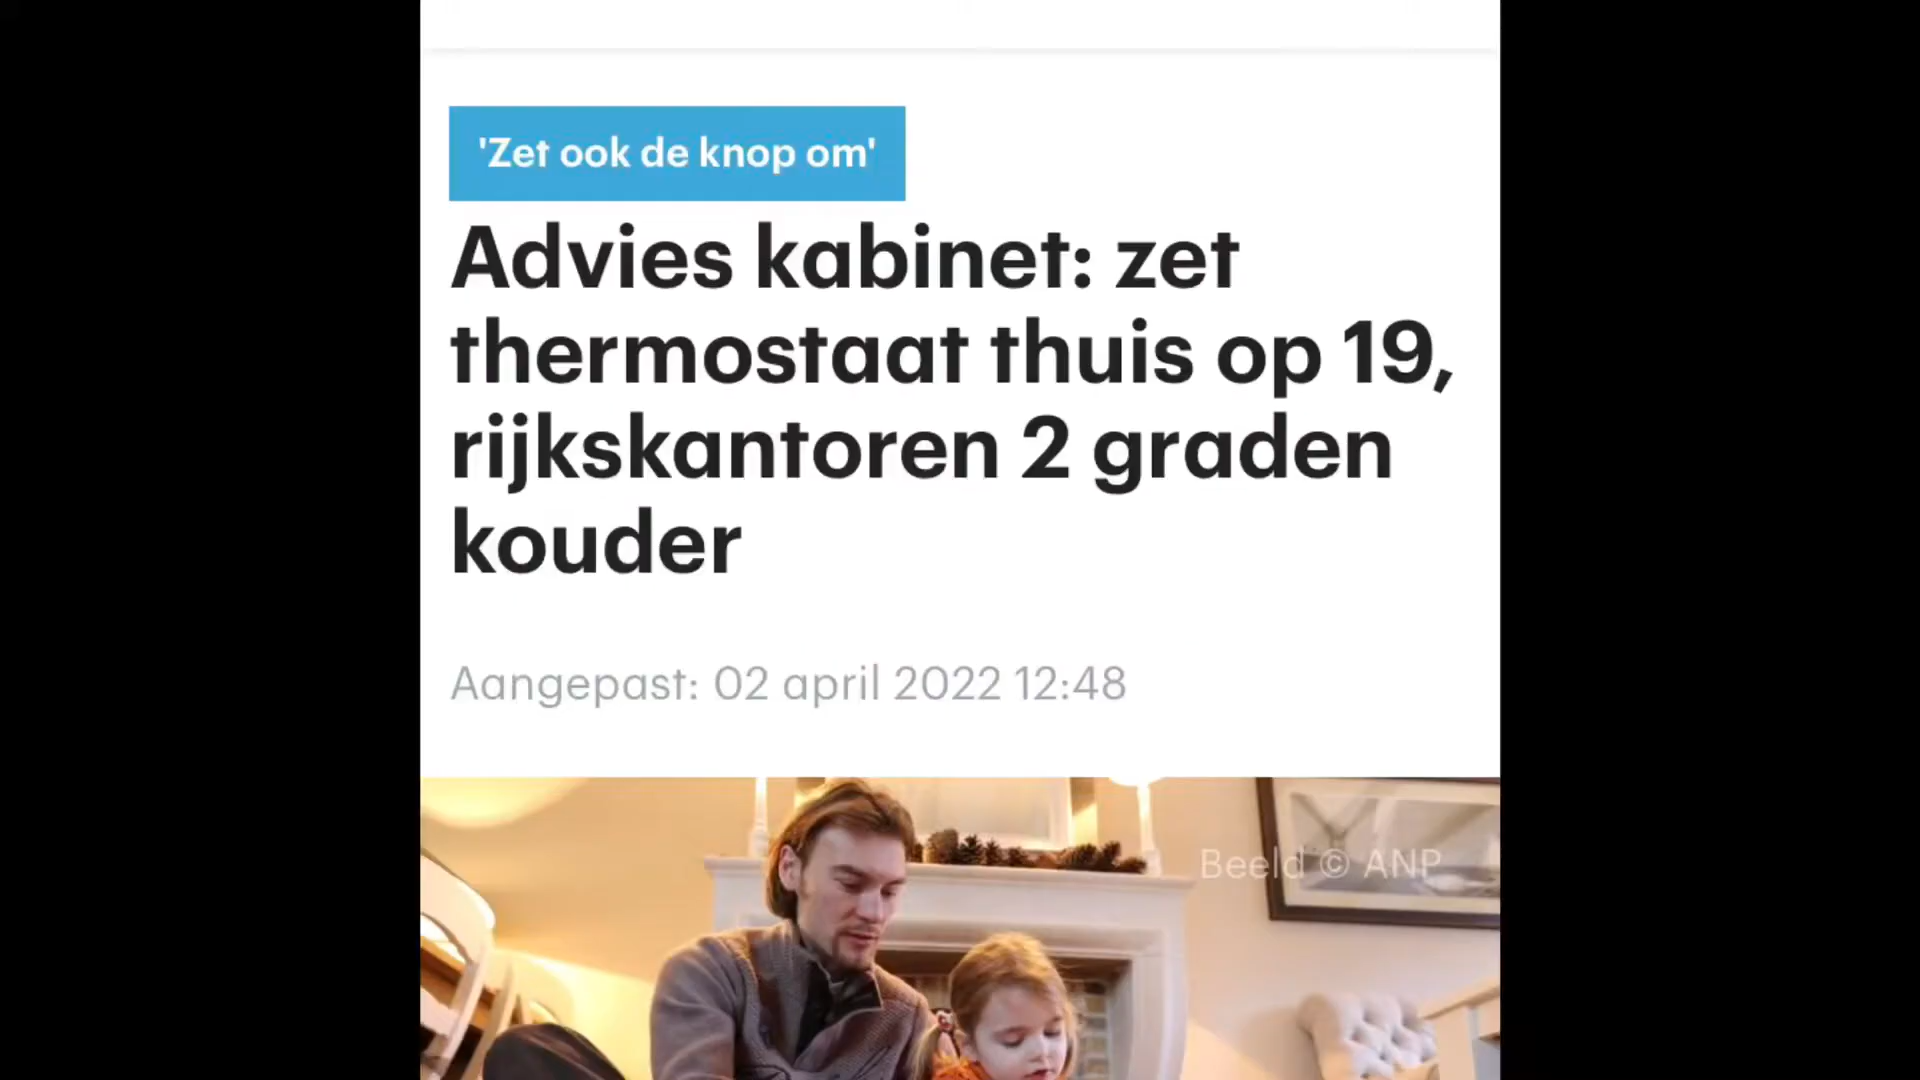 'Zet ook de knop om'
Advies kabinet: zet
thermostaat thuis op 19,
rijkskantoren 2 graden
kouder
Aangepast: 02 april 2022 12:48
Beeld © ANP